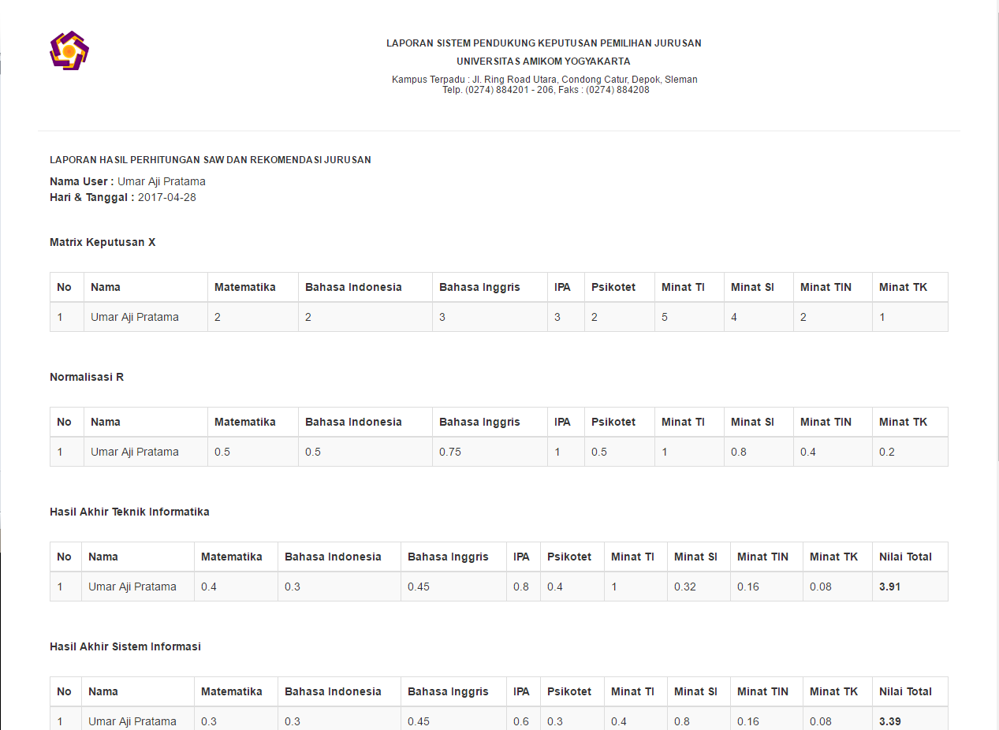 LAPORAN SISTEM PENDUKUNG KEPUTUSAN PEMILIHAN JURUSAN
UNIVERSITAS AMIKOM YOGYAKARTA
Kampus Terpadu : Jl. Ring Road Utara, Condong Catur, Depok, Sleman
Telp. (0274) 884201 - 206, Faks : (0274) 884208
LAPORAN HASIL PERHITUNGAN SAW DAN REKOMENDASI JURUSAN
Nama User : Umar Aji Pratama
Hari & Tanggal : 2017-04-28
Matrix Keputusan X
No Nama Matematika Bahasa Indonesia Bahasa Inggris IPA Psikotet Minat TI Minat SI Minat TIN Minat TK
1 Umar Aji Pratama 2 2 3 3 2 5 4 2 1
Normalisasi R
No Nama Matematika Bahasa Indonesia Bahasa Inggris IPA Psikotet Minat TI Minat SI Minat TIN Minat TK
1 Umar Aji Pratama 0.5 0.5 0.75 1 0.5 1 0.8 0.4 0.2
Hasil Akhir Teknik Informatika
No Nama Matematika Bahasa Indonesia Bahasa Inggris IPA Psikotet Minat TI Minat SI Minat TIN Minat TK Nilai Total
1 Umar Aji Pratama 0.4 0.3 0.45 0.8 0.4 1 0.32 0.16 0.08 3.91
Hasil Akhir Sistem Informasi
No Nama Matematika Bahasa Indonesia Bahasa Inggris IPA Psikotet Minat TI Minat SI Minat TIN Minat TK Nilai Total
1 Umar Aji Pratama 0.3 0.3 0.45 0.6 0.3 0.4 0.8 0.16 0.08 3.39